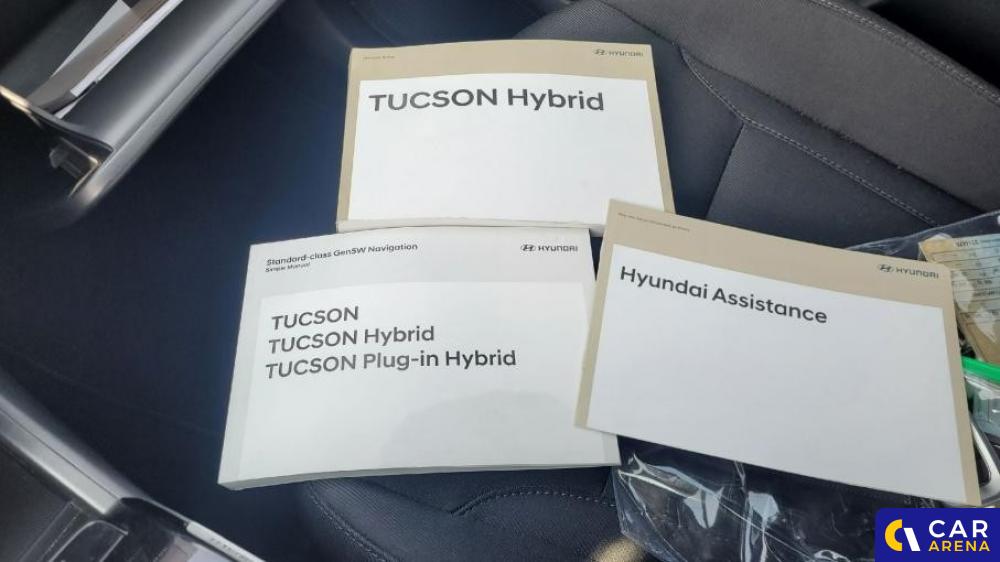 HYUNDAI
TUCSON Hybrid
Standard-class Gen5W Navigation
Simple Manual
HYUNDAI
TUCSON
TUCSON Hybrid
TUCSON Plug-in Hybrid
HYUNDAI
Hyundai Assistance
CAR
ARENA